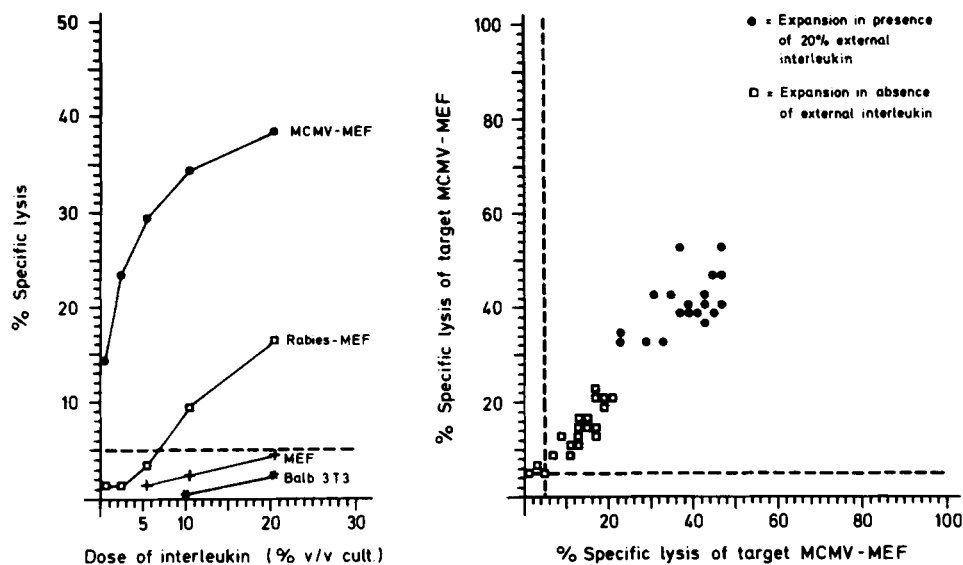 50
40
30
20
10
% Specific lysis
MCMV-MEF
Rabies-MEF
MEF
Balb 3T3
5 10 20 30
Dose of interleukin (% v/v cult.)
100
80
60
40
20
% Specific lysis of target MCMV-MEF
● = Expansion in presence
of 20% external
interleukin
□ = Expansion in absence
of external interleukin
20 40 60 80 100
% Specific lysis of target MCMV-MEF